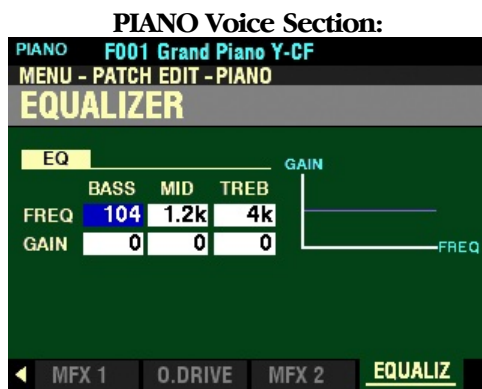 PIANO Voice Section:
PIANO F001 Grand Piano Y-CF
MENU - PATCH EDIT - PIANO
EQUALIZER
EQ
GAIN
BASS MID TREB
FREQ 104 1.2k 4k
GAIN 0 0 0
FREQ
MFX 1 O.DRIVE MFX 2 EQUALIZ